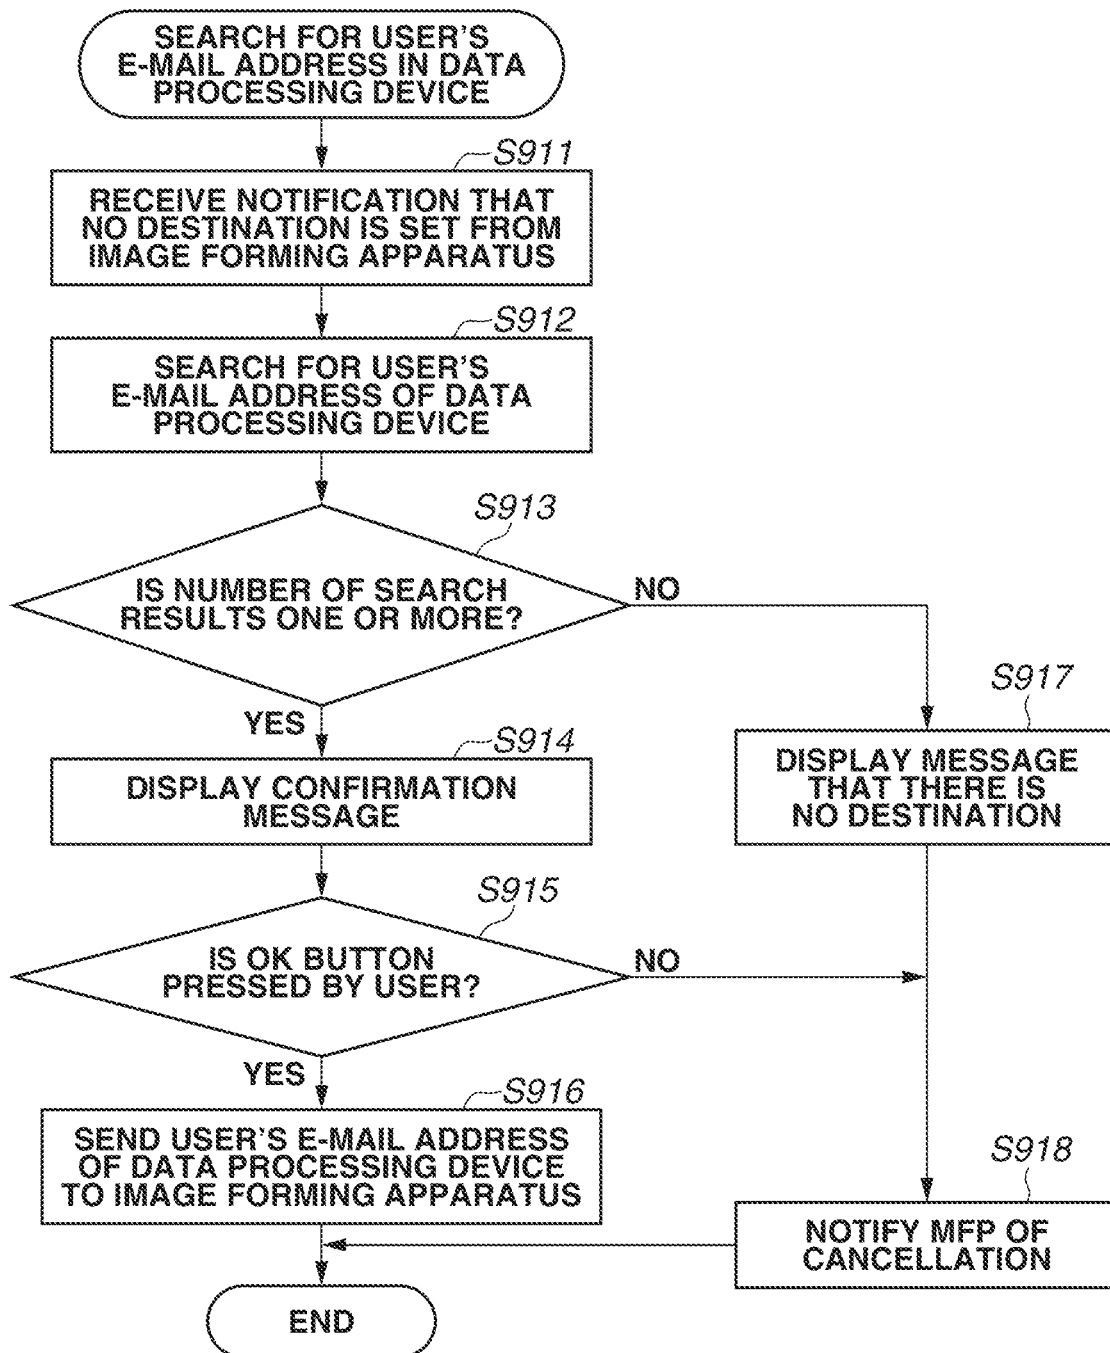 SEARCH FOR USER'S
E-MAIL ADDRESS IN DATA
PROCESSING DEVICE
S911
RECEIVE NOTIFICATION THAT
NO DESTINATION IS SET FROM
IMAGE FORMING APPARATUS
S912
SEARCH FOR USER'S
E-MAIL ADDRESS OF DATA
PROCESSING DEVICE
S913
IS NUMBER OF SEARCH
RESULTS ONE OR MORE?
NO
YES
S914
DISPLAY CONFIRMATION
MESSAGE
S917
DISPLAY MESSAGE
THAT THERE IS
NO DESTINATION
S915
IS OK BUTTON
PRESSED BY USER?
NO
YES
S916
SEND USER'S E-MAIL ADDRESS
OF DATA PROCESSING DEVICE
TO IMAGE FORMING APPARATUS
S918
NOTIFY MFP OF
CANCELLATION
END